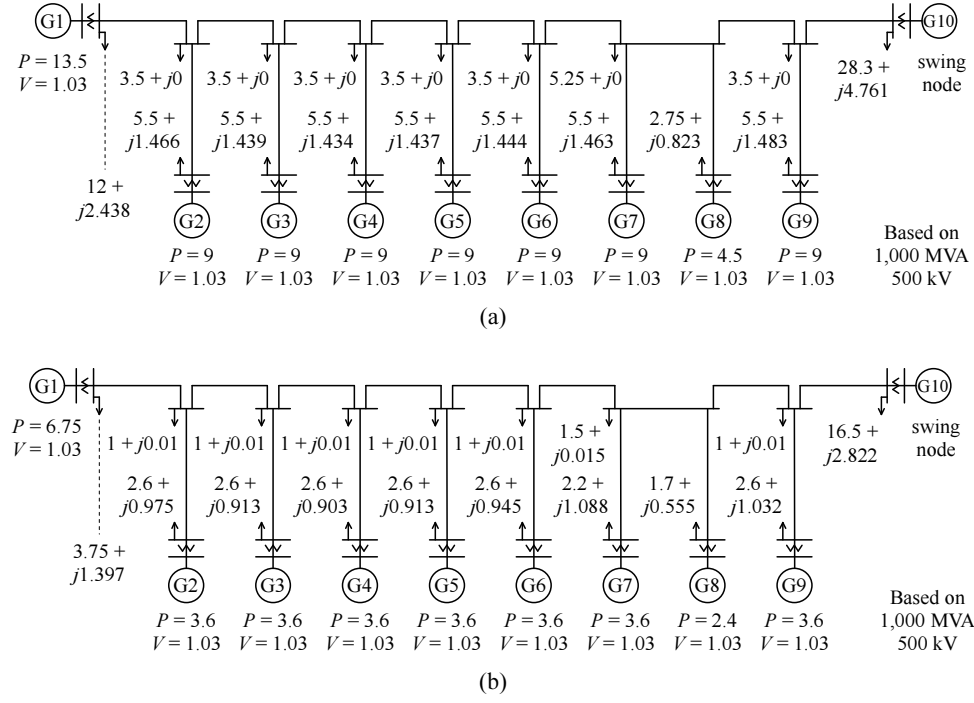 G1
G10
P = 13.5
V = 1.03
3.5 + j0
3.5 + j0
3.5 + j0
3.5 + j0
3.5 + j0
5.25 + j0
3.5 + j0
28.3 +
j4.761
swing
node
5.5 +
j1.466
5.5 +
j1.439
5.5 +
j1.434
5.5 +
j1.437
5.5 +
j1.444
5.5 +
j1.463
2.75 +
j0.823
5.5 +
j1.483
12 +
j2.438
G2
G3
G4
G5
G6
G7
G8
G9
P = 9
V = 1.03
P = 9
V = 1.03
P = 9
V = 1.03
P = 9
V = 1.03
P = 9
V = 1.03
P = 9
V = 1.03
P = 4.5
V = 1.03
P = 9
V = 1.03
Based on
1,000 MVA
500 kV
(a)
G1
G10
P = 6.75
V = 1.03
1 + j0.01
1 + j0.01
1 + j0.01
1 + j0.01
1 + j0.01
1.5 +
j0.015
1 + j0.01
16.5 +
j2.822
swing
node
2.6 +
j0.975
2.6 +
j0.913
2.6 +
j0.903
2.6 +
j0.913
2.6 +
j0.945
2.2 +
j1.088
1.7 +
j0.555
2.6 +
j1.032
3.75 +
j1.397
G2
G3
G4
G5
G6
G7
G8
G9
P = 3.6
V = 1.03
P = 3.6
V = 1.03
P = 3.6
V = 1.03
P = 3.6
V = 1.03
P = 3.6
V = 1.03
P = 3.6
V = 1.03
P = 2.4
V = 1.03
P = 3.6
V = 1.03
Based on
1,000 MVA
500 kV
(b)